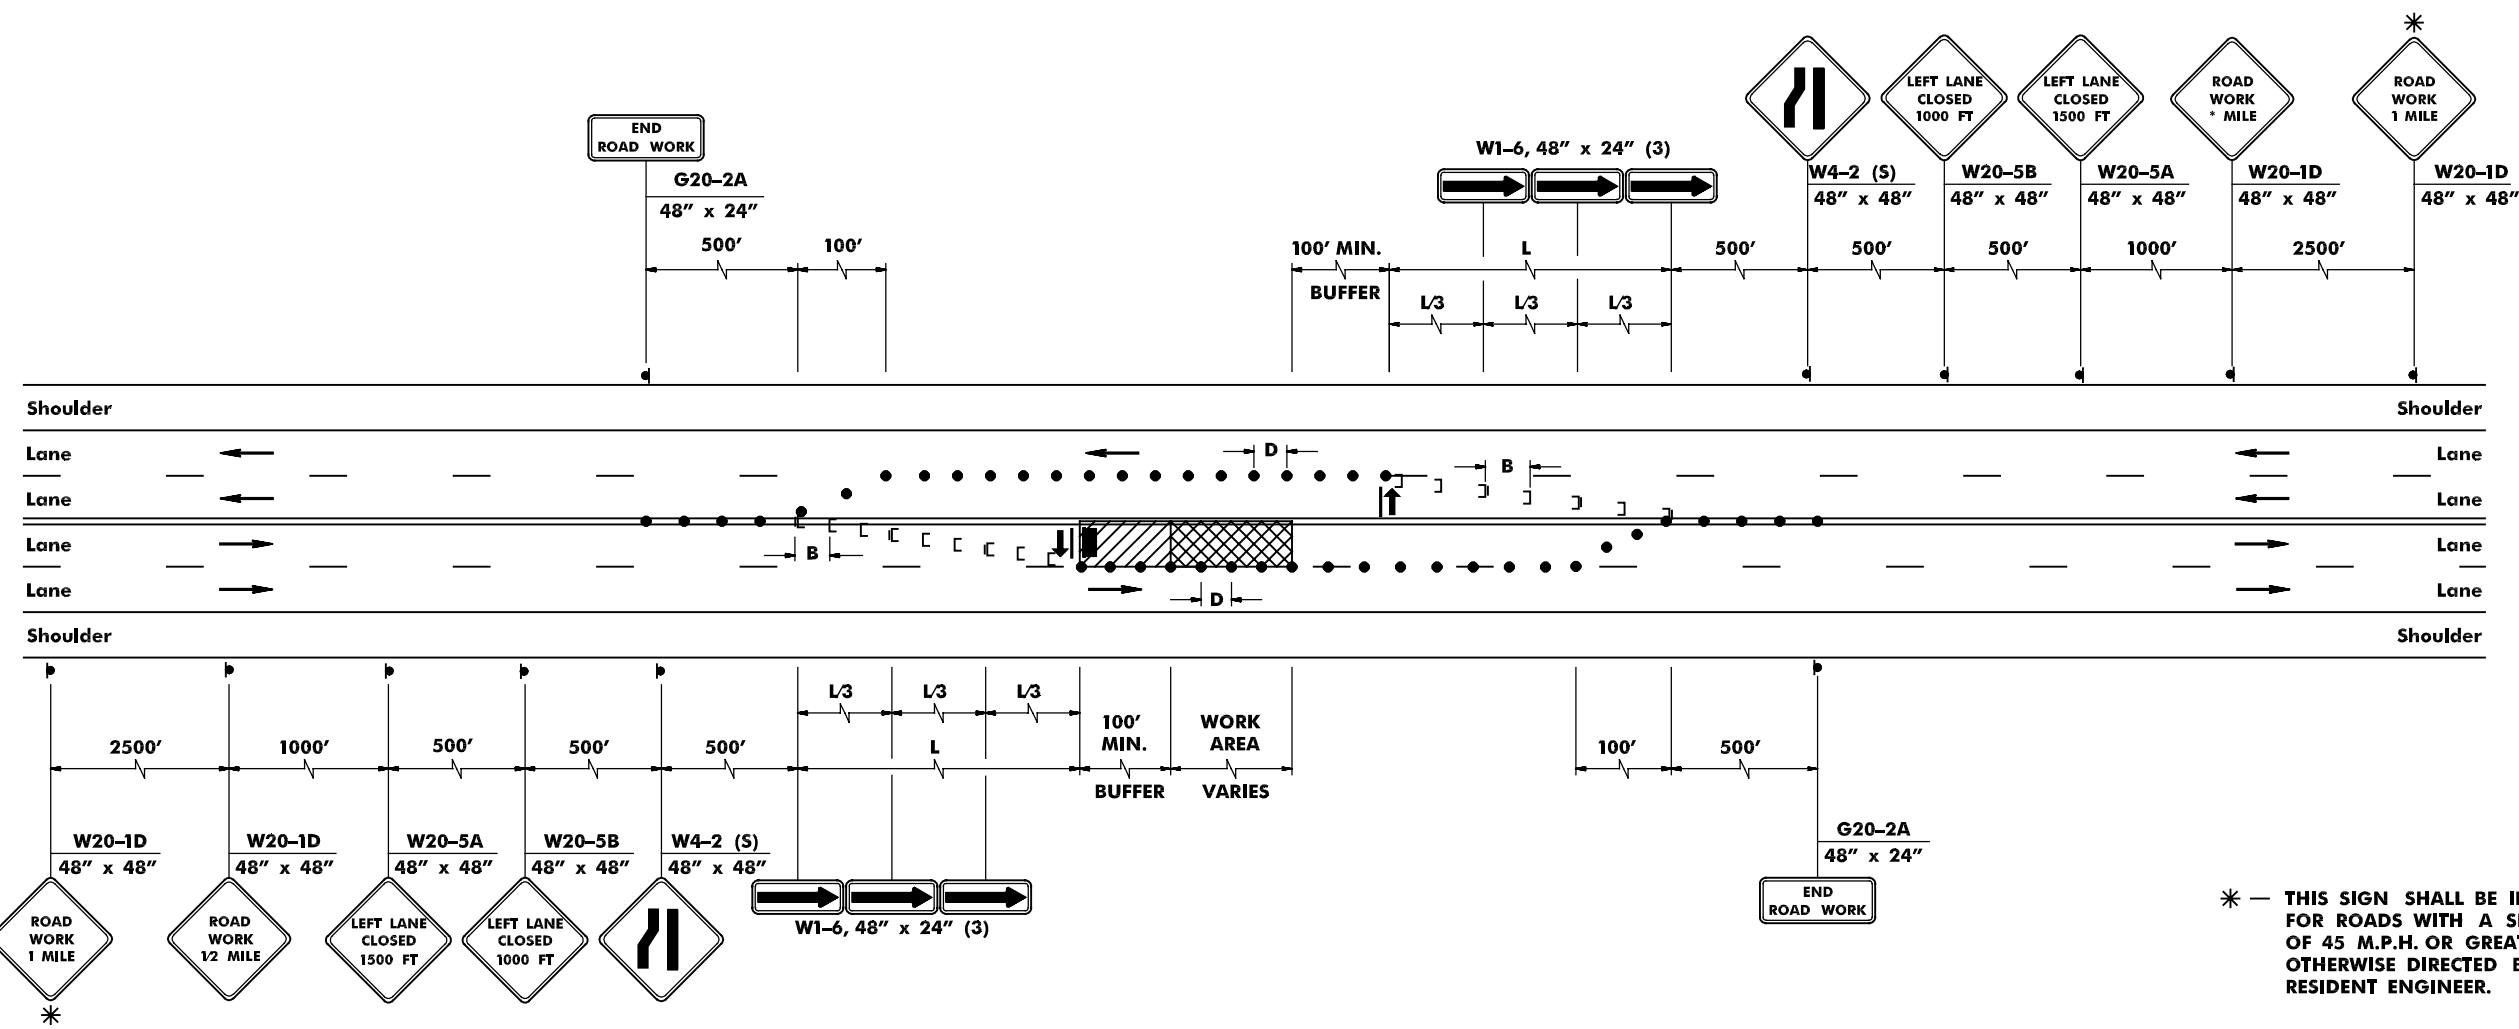 END
ROAD WORK
G20–2A
48” x 24”
500’
100’
W1–6, 48” x 24” (3)
100’ MIN.
BUFFER
L
L/3
L/3
L/3
500’
500’
500’
1000’
2500’
LEFT LANE
CLOSED
1000 FT
LEFT LANE
CLOSED
1500 FT
ROAD
WORK
* MILE
ROAD
WORK
1 MILE
W4–2 (S)
48” x 48”
W20–5B
48” x 48”
W20–5A
48” x 48”
W20–1D
48” x 48”
W20–1D
48” x 48”
Shoulder
Shoulder
Lane
Lane
D
B
Lane
Lane
Lane
Lane
B
Lane
Lane
D
Shoulder
Shoulder
L/3
L/3
L/3
2500’
1000’
500’
500’
500’
L
100’
MIN.
BUFFER
WORK
AREA
VARIES
100’
500’
W20–1D
48” x 48”
W20–1D
48” x 48”
W20–5A
48” x 48”
W20–5B
48” x 48”
W4–2 (S)
48” x 48”
ROAD
WORK
1 MILE
ROAD
WORK
1/2 MILE
LEFT LANE
CLOSED
1500 FT
LEFT LANE
CLOSED
1000 FT
W1–6, 48” x 24” (3)
G20–2A
48” x 24”
END
ROAD WORK
* — THIS SIGN SHALL BE
FOR ROADS WITH A
OF 45 M.P.H. OR
OTHERWISE DIRECTED
RESIDENT ENGINEER.